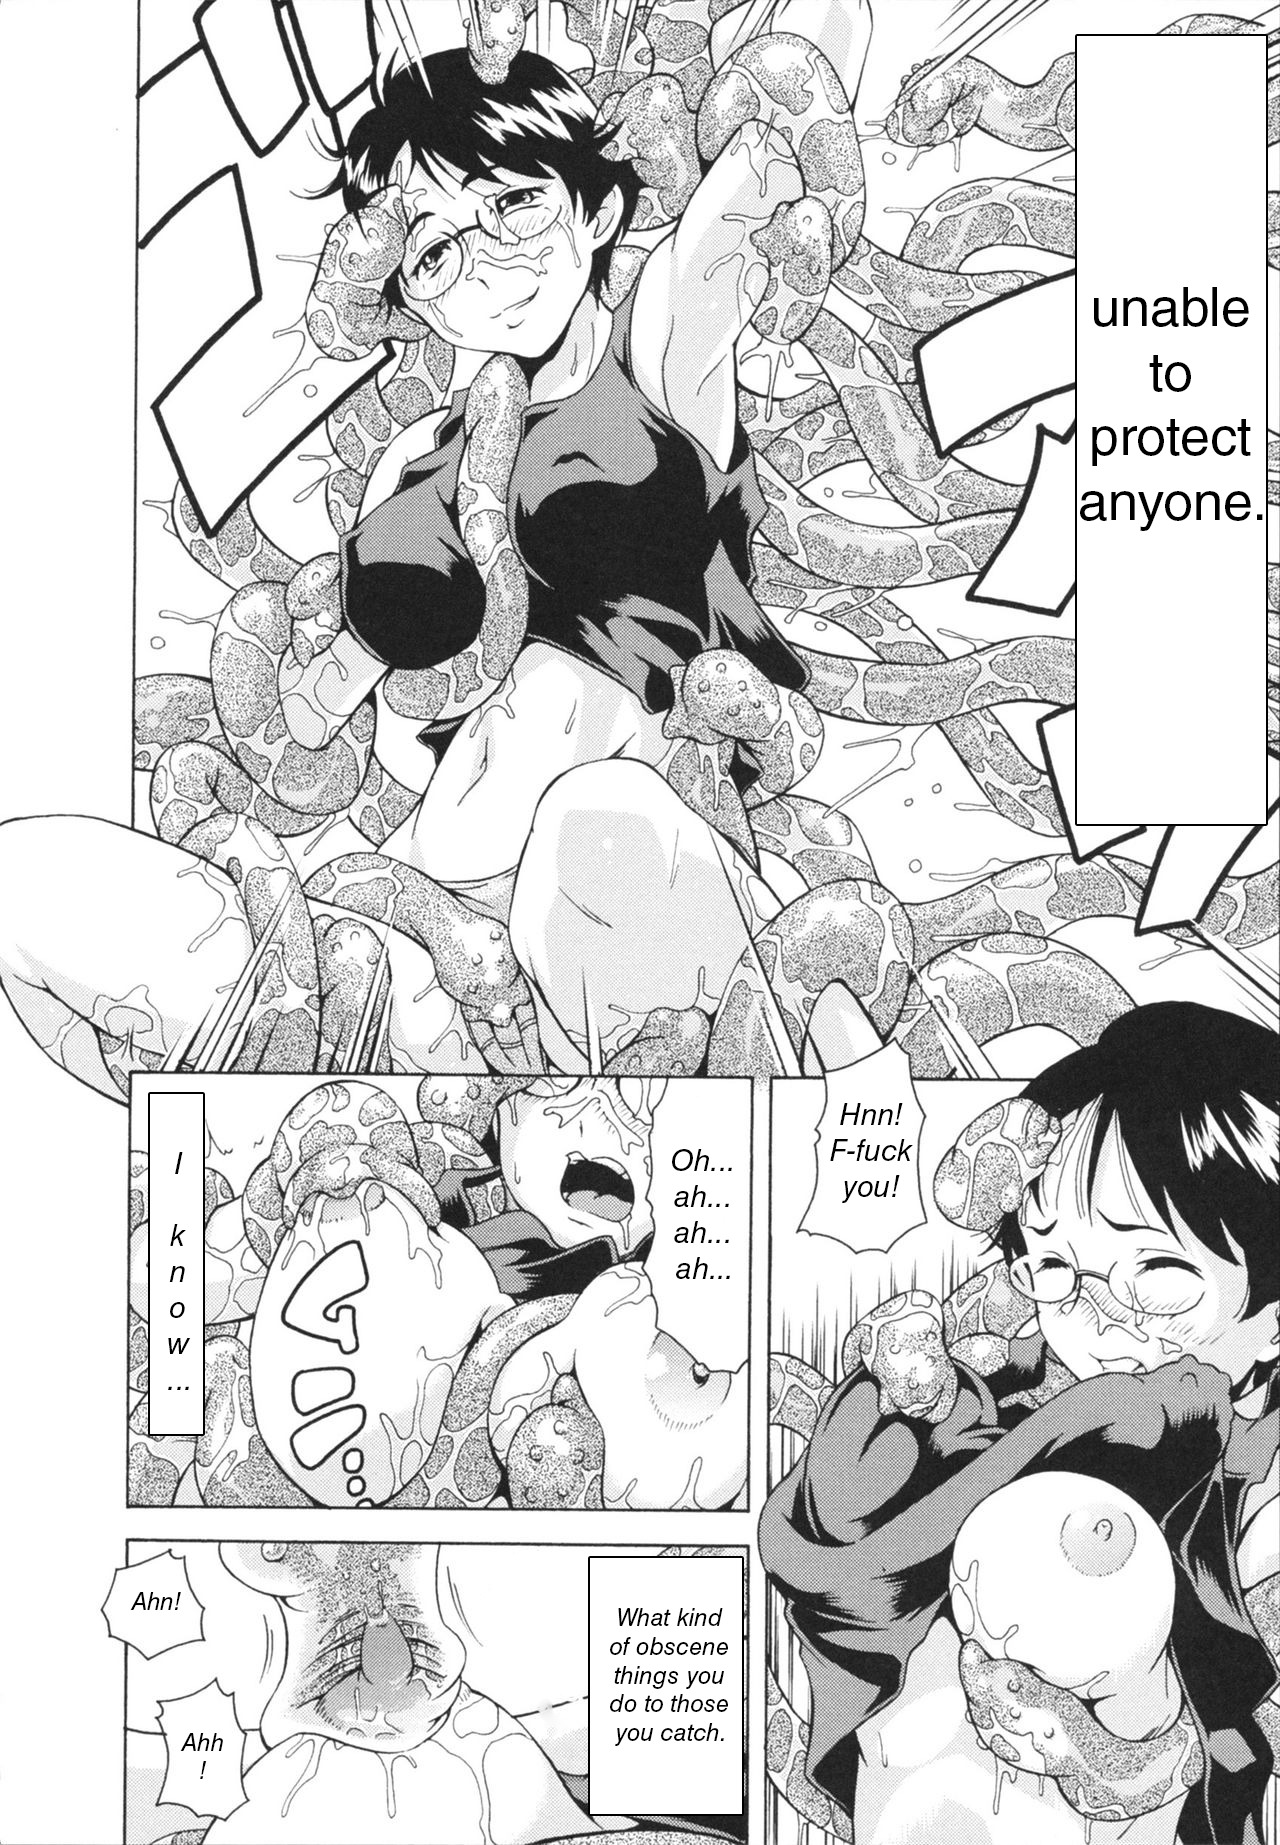 unable
to
protect
anyone.
Hnn!
F-fuck
you!
Oh...
ah...
ah...
ah...
I
k
n
o
w
...
What kind
of obscene
things you
do to those
you catch.
Ahn!
Ahh
!